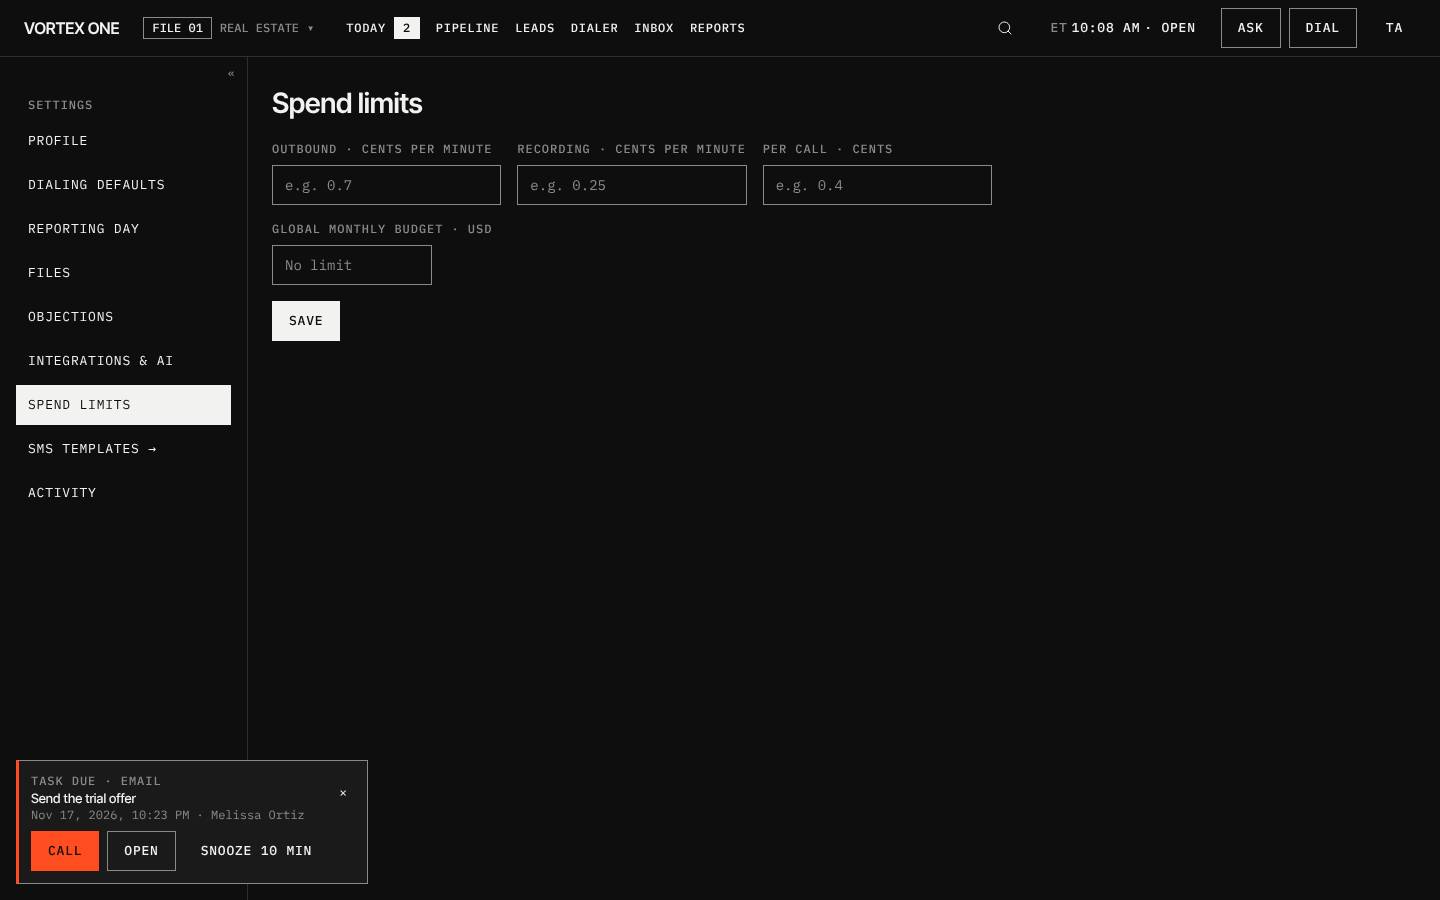 VORTEX ONE FILE 01 REAL ESTATE ▾ TODAY 2 PIPELINE LEADS DIALER INBOX REPORTS ET 10:08 AM · OPEN ASK DIAL TA
«
SETTINGS
PROFILE
DIALING DEFAULTS
REPORTING DAY
FILES
OBJECTIONS
INTEGRATIONS & AI
SPEND LIMITS
SMS TEMPLATES →
ACTIVITY
Spend limits
OUTBOUND · CENTS PER MINUTE RECORDING · CENTS PER MINUTE PER CALL · CENTS
e.g. 0.7 e.g. 0.25 e.g. 0.4
GLOBAL MONTHLY BUDGET · USD
No limit
SAVE
TASK DUE · EMAIL
×
Send the trial offer
Nov 17, 2026, 10:23 PM · Melissa Ortiz
CALL OPEN SNOOZE 10 MIN